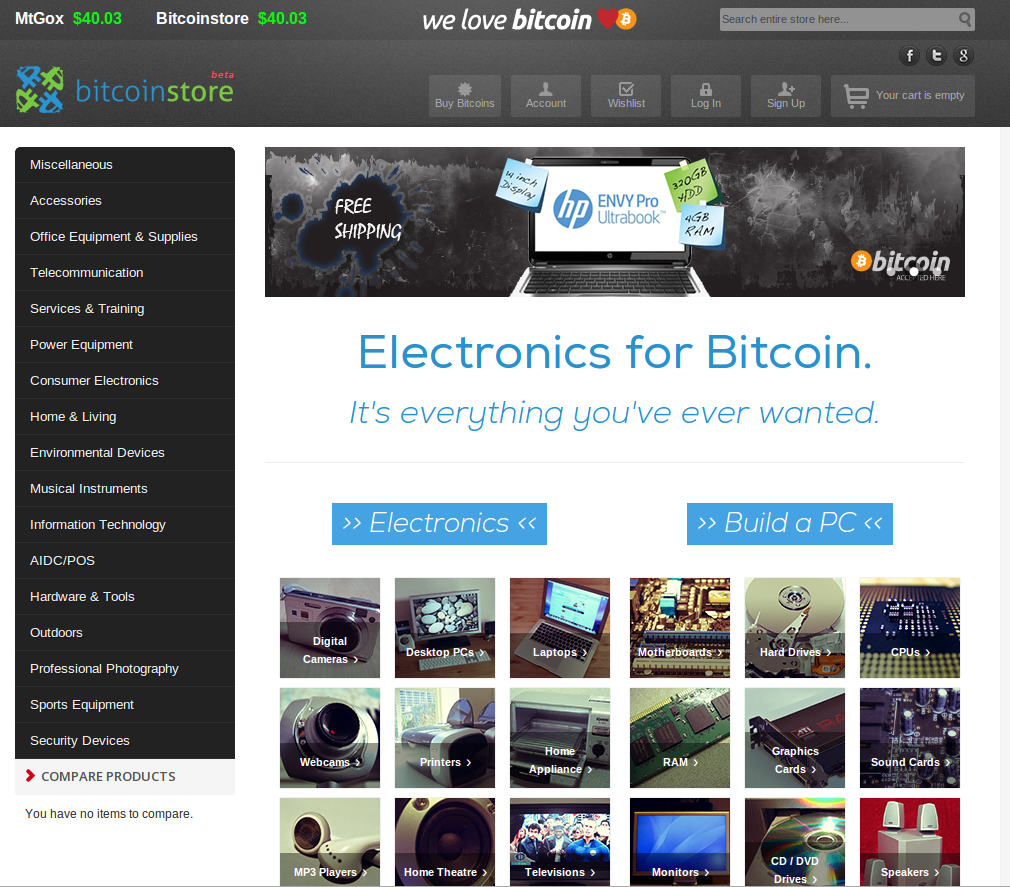 MtGox $40.03 Bitcoinstore $40.03
we love bitcoin
Search entire store here...
beta
bitcoinstore
Buy Bitcoins
Account
Wishlist
Log In
Sign Up
Your cart is empty
Miscellaneous
Accessories
Office Equipment & Supplies
Telecommunication
Services & Training
Power Equipment
Consumer Electronics
Home & Living
Environmental Devices
Musical Instruments
Information Technology
AIDC/POS
Hardware & Tools
Outdoors
Professional Photography
Sports Equipment
Security Devices
COMPARE PRODUCTS
You have no items to compare.
FREE
SHIPPING
14 inch
Display
hp
ENVY Pro
Ultrabook™
320GB
HDD
4GB
RAM
bitcoin
ACCEPTED HERE
Electronics for Bitcoin.
It's everything you've ever wanted.
>> Electronics <<
>> Build a PC <<
Digital
Cameras ›
Desktop PCs ›
Laptops ›
Motherboards ›
Hard Drives ›
CPUs ›
Webcams ›
Printers ›
Home
Appliance ›
RAM ›
Graphics
Cards ›
Sound Cards ›
MP3 Players ›
Home Theatre ›
Televisions ›
Monitors ›
CD / DVD
Drives ›
Speakers ›